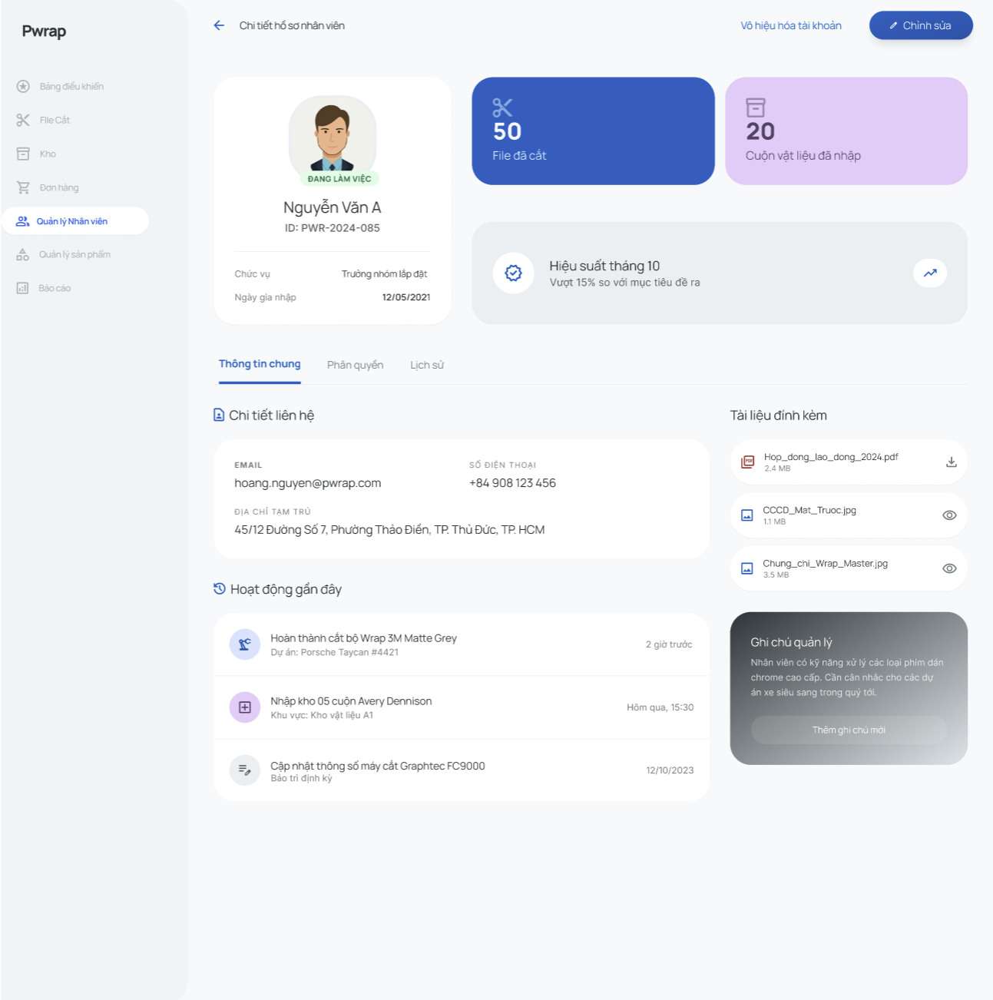 Pwrap
Bảng điều khiển
File Cắt
Kho
Đơn hàng
Quản lý Nhân viên
Quản lý sản phẩm
Báo cáo
Chi tiết hồ sơ nhân viên
Vô hiệu hóa tài khoản
Chỉnh sửa
ĐANG LÀM VIỆC
Nguyễn Văn A
ID: PWR-2024-085
Chức vụ
Trưởng nhóm lắp đặt
Ngày gia nhập
12/05/2021
50
File đã cắt
20
Cuộn vật liệu đã nhập
Hiệu suất tháng 10
Vượt 15% so với mục tiêu đề ra
Thông tin chung
Phân quyền
Lịch sử
Chi tiết liên hệ
EMAIL
hoang.nguyen@pwrap.com
SỐ ĐIỆN THOẠI
+84 908 123 456
ĐỊA CHỈ TẠM TRÚ
45/12 Đường Số 7, Phường Thảo Điền, TP. Thủ Đức, TP. HCM
Hoạt động gần đây
Hoàn thành cắt bộ Wrap 3M Matte Grey
Dự án: Porsche Taycan #4421
2 giờ trước
Nhập kho 05 cuộn Avery Dennison
Khu vực: Kho vật liệu A1
Hôm qua, 15:30
Cập nhật thông số máy cắt Graphtec FC9000
Bảo trì định kỳ
12/10/2023
Tài liệu đính kèm
PDF
Hop_dong_lao_dong_2024.pdf
2.4 MB
CCCD_Mat_Truoc.jpg
1.1 MB
Chung_chi_Wrap_Master.jpg
3.5 MB
Ghi chú quản lý
Nhân viên có kỹ năng xử lý các loại phim dán
chrome cao cấp. Cần cân nhắc cho các dự
án xe siêu sang trong quý tới.
Thêm ghi chú mới